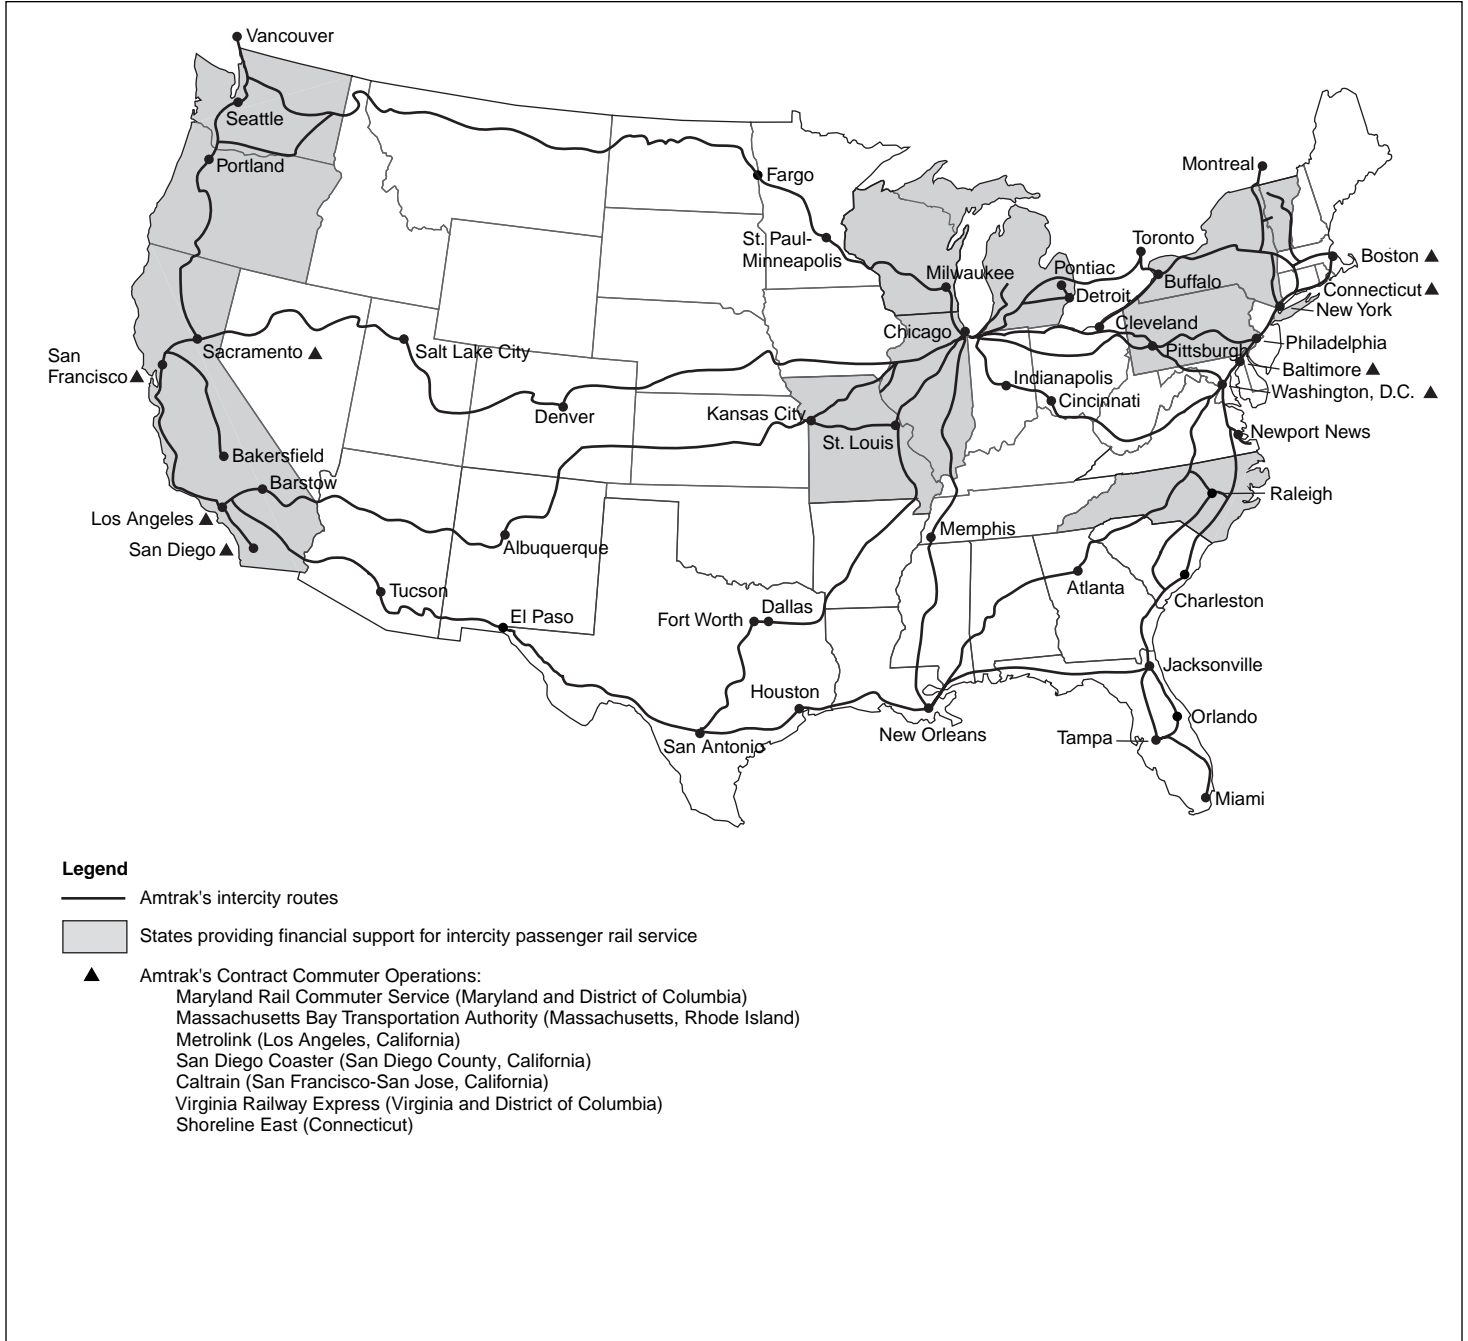 Vancouver
Seattle
Portland
Fargo
St. Paul-
Minneapolis
Milwaukee
Pontiac
Detroit
Toronto
Montreal
Buffalo
Boston ▲
Connecticut ▲
New York
Cleveland
Chicago
Pittsburgh
Philadelphia
Baltimore ▲
Washington, D.C. ▲
Sacramento ▲
San
Francisco ▲
Salt Lake City
Denver
Kansas City
St. Louis
Indianapolis
Cincinnati
Newport News
Bakersfield
Barstow
Los Angeles ▲
San Diego ▲
Albuquerque
Memphis
Raleigh
Tucson
El Paso
Fort Worth
Dallas
Atlanta
Charleston
Jacksonville
Houston
San Antonio
New Orleans
Tampa
Orlando
Miami
Legend
Amtrak's intercity routes
States providing financial support for intercity passenger rail service
▲ Amtrak's Contract Commuter Operations:
Maryland Rail Commuter Service (Maryland and District of Columbia)
Massachusetts Bay Transportation Authority (Massachusetts, Rhode Island)
Metrolink (Los Angeles, California)
San Diego Coaster (San Diego County, California)
Caltrain (San Francisco-San Jose, California)
Virginia Railway Express (Virginia and District of Columbia)
Shoreline East (Connecticut)